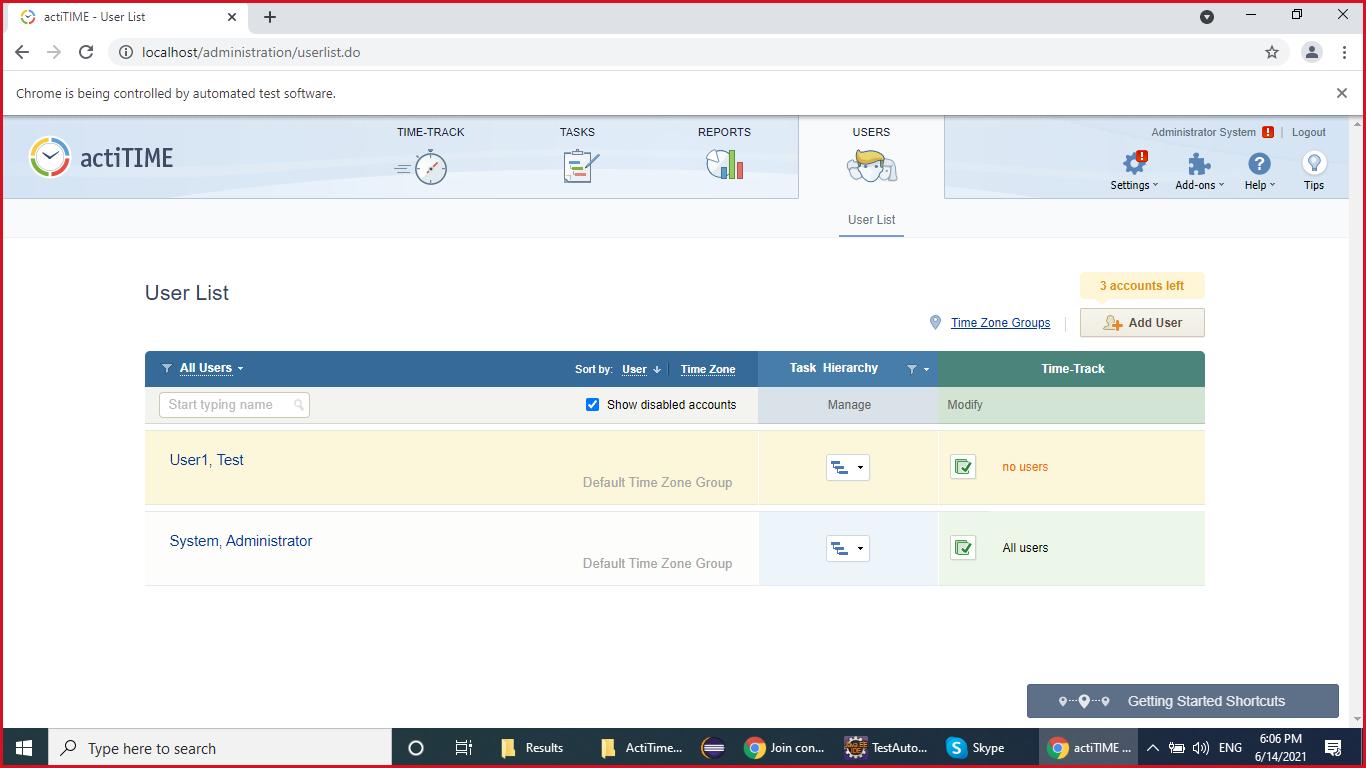 actiTIME - User List
localhost/administration/userlist.do
Chrome is being controlled by automated test software.
actiTIME
TIME-TRACK
TASKS
REPORTS
USERS
Administrator System
Logout
Settings
Add-ons
Help
Tips
User List
User List
3 accounts left
Time Zone Groups
Add User
All Users
Sort by: User Time Zone
Task Hierarchy
Time-Track
Start typing name
Show disabled accounts
Manage
Modify
User1, Test
Default Time Zone Group
no users
System, Administrator
Default Time Zone Group
All users
Getting Started Shortcuts
Type here to search
Results
ActiTime...
Join con...
TestAuto...
Skype
actiTIME ...
ENG
6:06 PM
6/14/2021